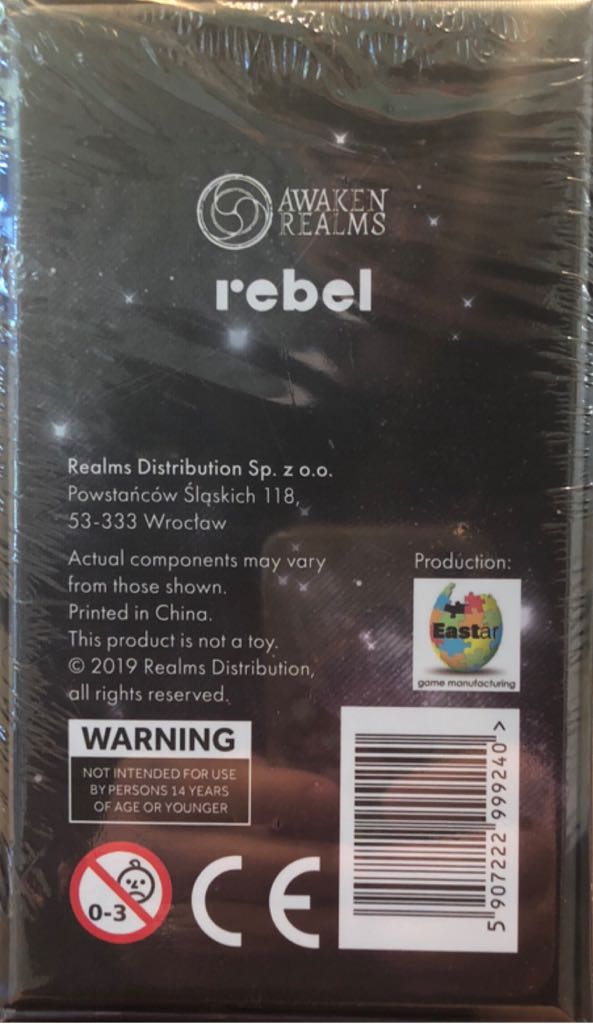 AWAKEN
REALMS
rebel
Realms Distribution Sp. z o.o.
Powstańców Śląskich 118,
53-333 Wrocław
Actual components may vary
from those shown.
Printed in China.
This product is not a toy.
© 2019 Realms Distribution,
all rights reserved.
Production:
Eastar
game manufacturing
WARNING
NOT INTENDED FOR USE
BY PERSONS 14 YEARS
OF AGE OR YOUNGER
0-3
CE
5 907222 999240 >